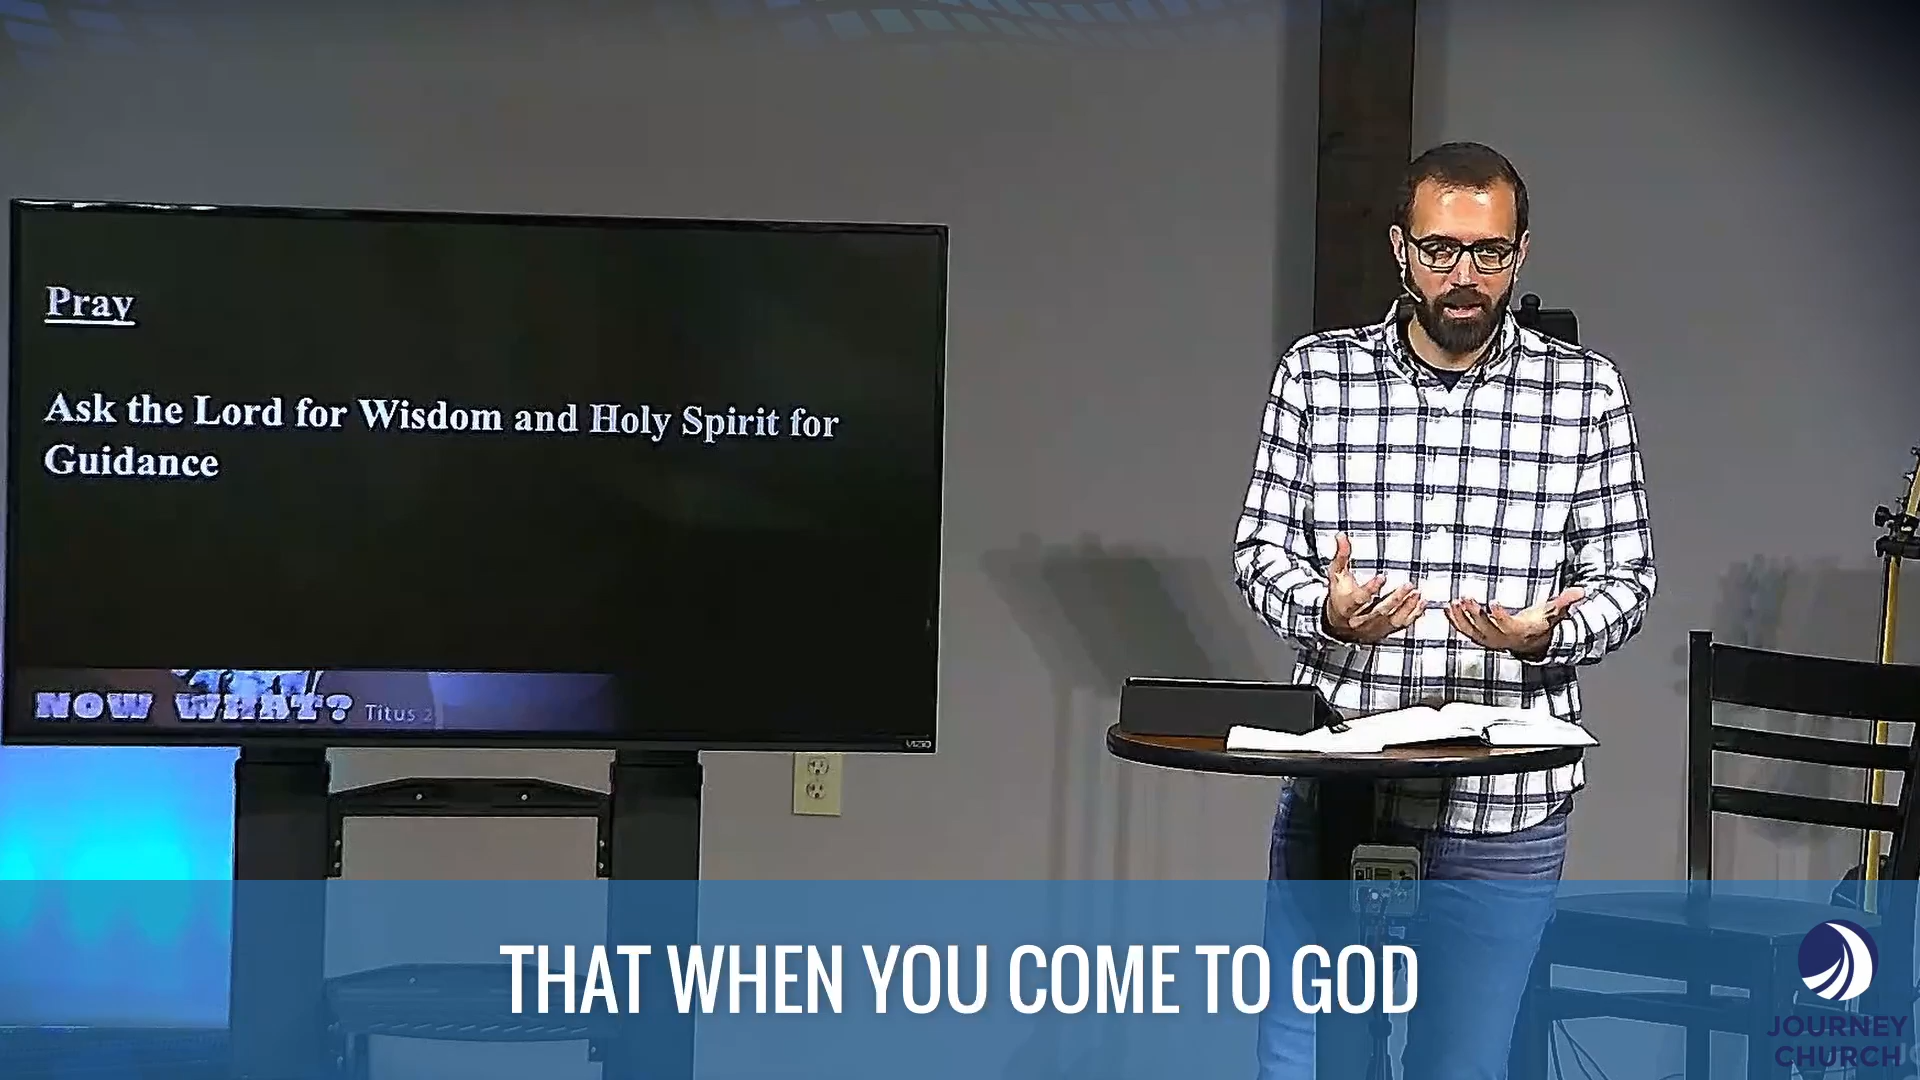 Pray
Ask the Lord for Wisdom and Holy Spirit for
Guidance
NOW WHAT? Titus 2
VIZIO
THAT WHEN YOU COME TO GOD
JOURNEY
CHURCH